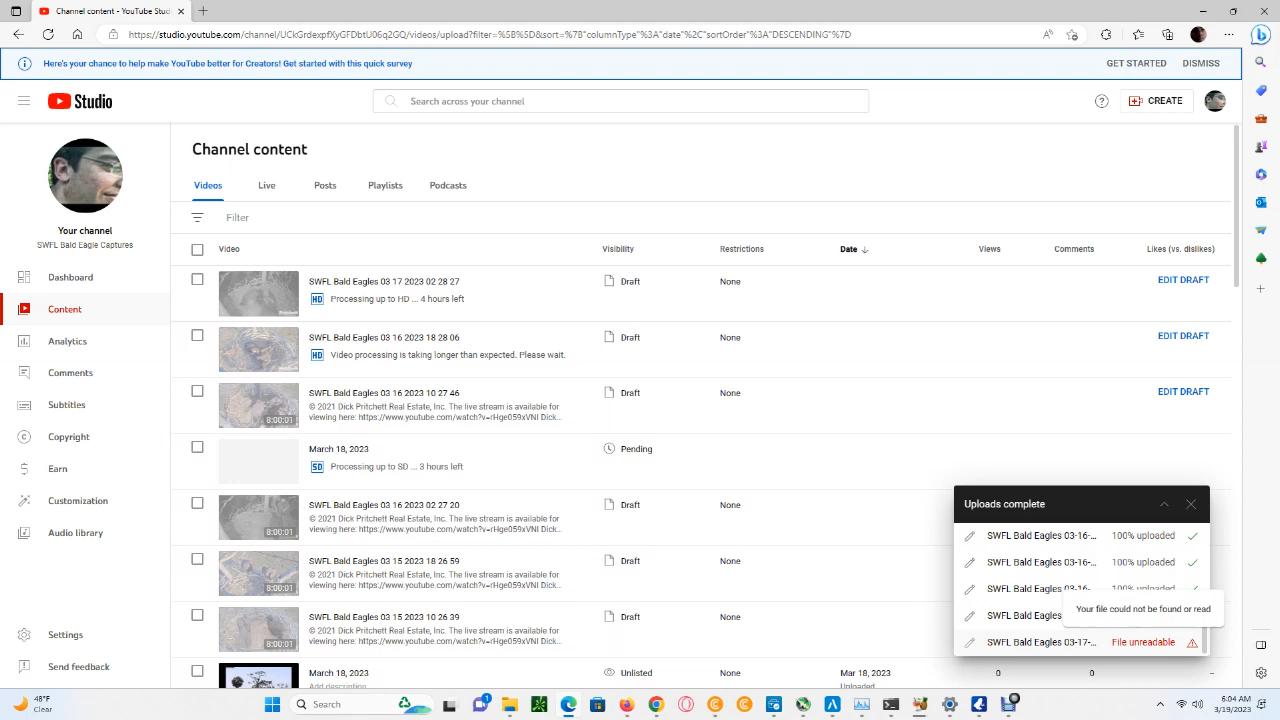 YouTube
Content - YouTube Studi
https://studio.youtube.com/channel/UCkGrdexpfXyGFDbtU06q2GQ/videos/upload?filter=%5B%5D&sort=%7B"columnType"%3A"date"%2C"sortOrder"%3A"DESCENDING"%7D
Here's your chance to help make YouTube better for Creators! Get started with this quick survey
GET STARTED
DISMISS
Studio
Search across your channel
CREATE
Your channel
SWFL Bald Eagle Captures
Dashboard
Content
Analytics
Comments
Subtitles
Copyright
Earn
Customization
Audio library
Settings
Send feedback
Channel content
Videos Live Posts Playlists Podcasts
Filter
Video Visibility Restrictions Date Views Comments Likes (vs. dislikes)
SWFL Bald Eagles 03 17 2023 02 28 27 Draft None EDIT DRAFT
HD Processing up to HD ... 4 hours left
SWFL Bald Eagles 03 16 2023 18 28 06 Draft None EDIT DRAFT
HD Video processing is taking longer than expected. Please wait.
SWFL Bald Eagles 03 16 2023 10 27 46 Draft None EDIT DRAFT
© 2021 Dick Pritchett Real Estate, Inc. The live stream is available for
viewing here: https://www.youtube.com/watch?v=rHge059xVNI Dick...
8:00:01
March 18, 2023 Pending
SD Processing up to SD ... 3 hours left
SWFL Bald Eagles 03 16 2023 02 27 20 Draft None
© 2021 Dick Pritchett Real Estate, Inc. The live stream is available for
viewing here: https://www.youtube.com/watch?v=rHge059xVNI Dick...
8:00:01
SWFL Bald Eagles 03 15 2023 18 26 59 Draft None
© 2021 Dick Pritchett Real Estate, Inc. The live stream is available for
viewing here: https://www.youtube.com/watch?v=rHge059xVNI Dick...
8:00:01
SWFL Bald Eagles 03 15 2023 10 26 39 Draft None
© 2021 Dick Pritchett Real Estate, Inc. The live stream is available for
viewing here: https://www.youtube.com/watch?v=rHge059xVNI Dick...
8:00:01
March 18, 2023 Unlisted None Mar 18, 2023 0 0 –
Add description Uploaded
Uploads complete
SWFL Bald Eagles 03-16-... 100% uploaded
SWFL Bald Eagles 03-16-... 100% uploaded
SWFL Bald Eagles 03-16-... 100% uploaded
SWFL Bald Eagles
Your file could not be found or read
SWFL Bald Eagles 03-17-... File unreadable
48°F
Clear
Search
1
5:04 AM
3/19/2023